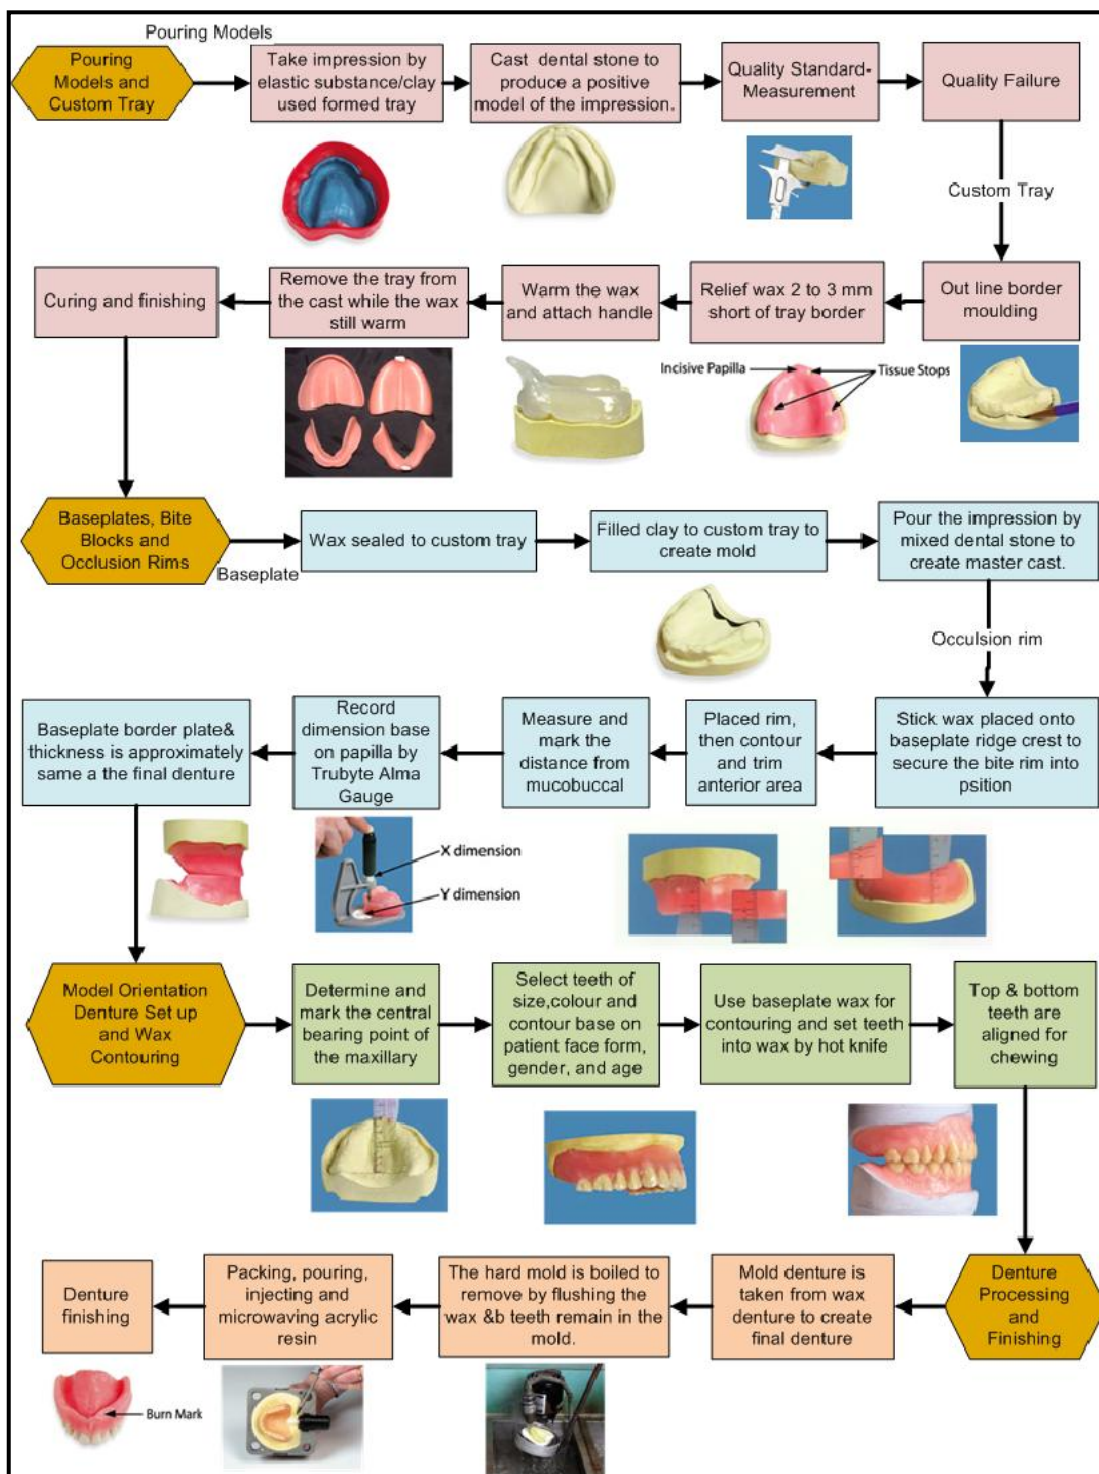 Pouring Models
Pouring
Models and
Custom Tray
Take impression by
elastic substance/clay
used formed tray
Cast dental stone to
produce a positive
model of the impression.
Quality Standard-
Measurement
Quality Failure
Custom Tray
Curing and finishing
Remove the tray from
the cast while the wax
still warm
Warm the wax
and attach handle
Relief wax 2 to 3 mm
short of tray border
Out line border
moulding
Incisive Papilla
Tissue Stops
Baseplates, Bite
Blocks and
Occlusion Rims
Baseplate
Wax sealed to custom tray
Filled clay to custom tray to
create mold
Pour the impression by
mixed dental stone to
create master cast.
Occulsion rim
Baseplate border plate&
thickness is approximately
same a the final denture
Record
dimension base
on papilla by
Trubyte Alma
Gauge
Measure and
mark the
distance from
mucobuccal
Placed rim,
then contour
and trim
anterior area
Stick wax placed onto
baseplate ridge crest to
secure the bite rim into
psition
X dimension
Y dimension
Model Orientation
Denture Set up
and Wax
Contouring
Determine and
mark the central
bearing point of
the maxillary
Select teeth of
size,colour and
contour base on
patient face form,
gender, and age
Use baseplate wax for
contouring and set teeth
into wax by hot knife
Top & bottom
teeth are
aligned for
chewing
Denture
finishing
Packing, pouring,
injecting and
microwaving acrylic
resin
The hard mold is boiled to
remove by flushing the
wax &b teeth remain in the
mold.
Mold denture is
taken from wax
denture to create
final denture
Denture
Processing
and
Finishing
Burn Mark